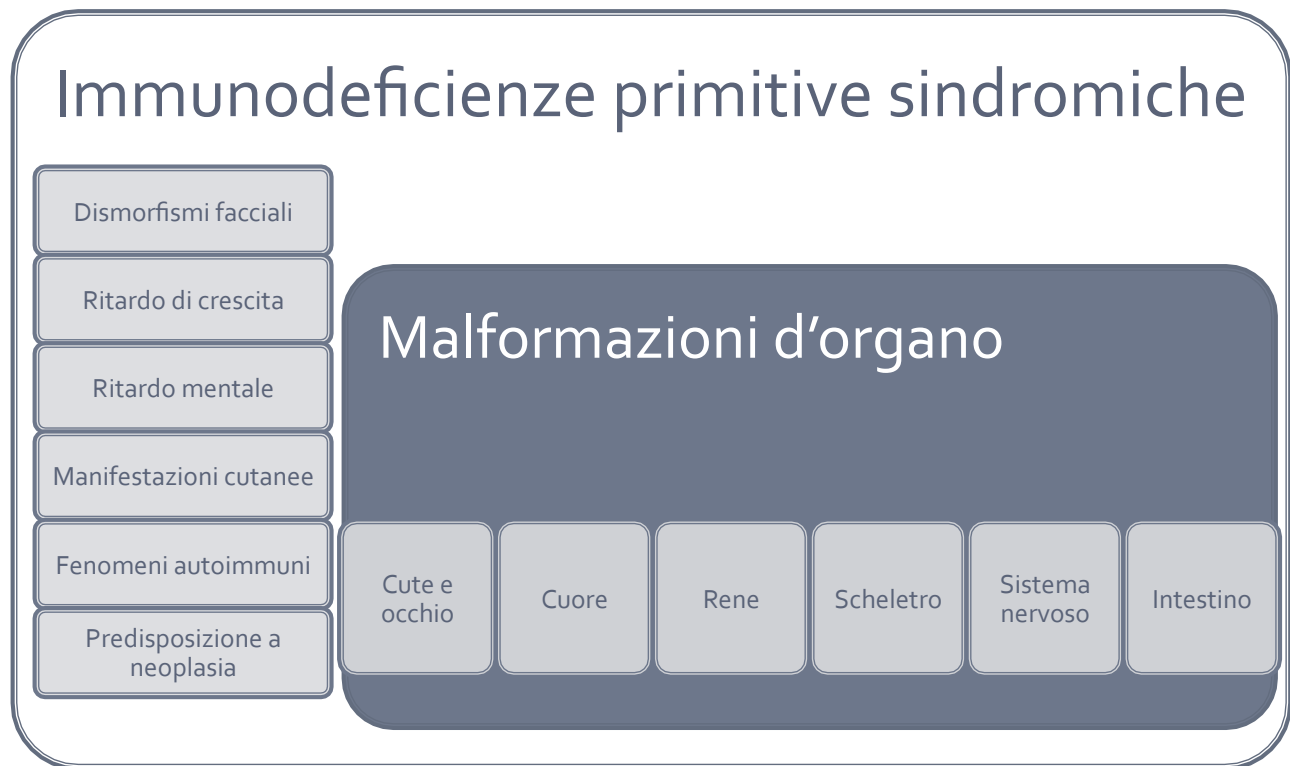 Immunodeficienze primitive sindromiche
Dismorfismi facciali
Ritardo di crescita
Ritardo mentale
Manifestazioni cutanee
Fenomeni autoimmuni
Predisposizione a
neoplasia
Malformazioni d’organo
Cute e
occhio
Cuore
Rene
Scheletro
Sistema
nervoso
Intestino